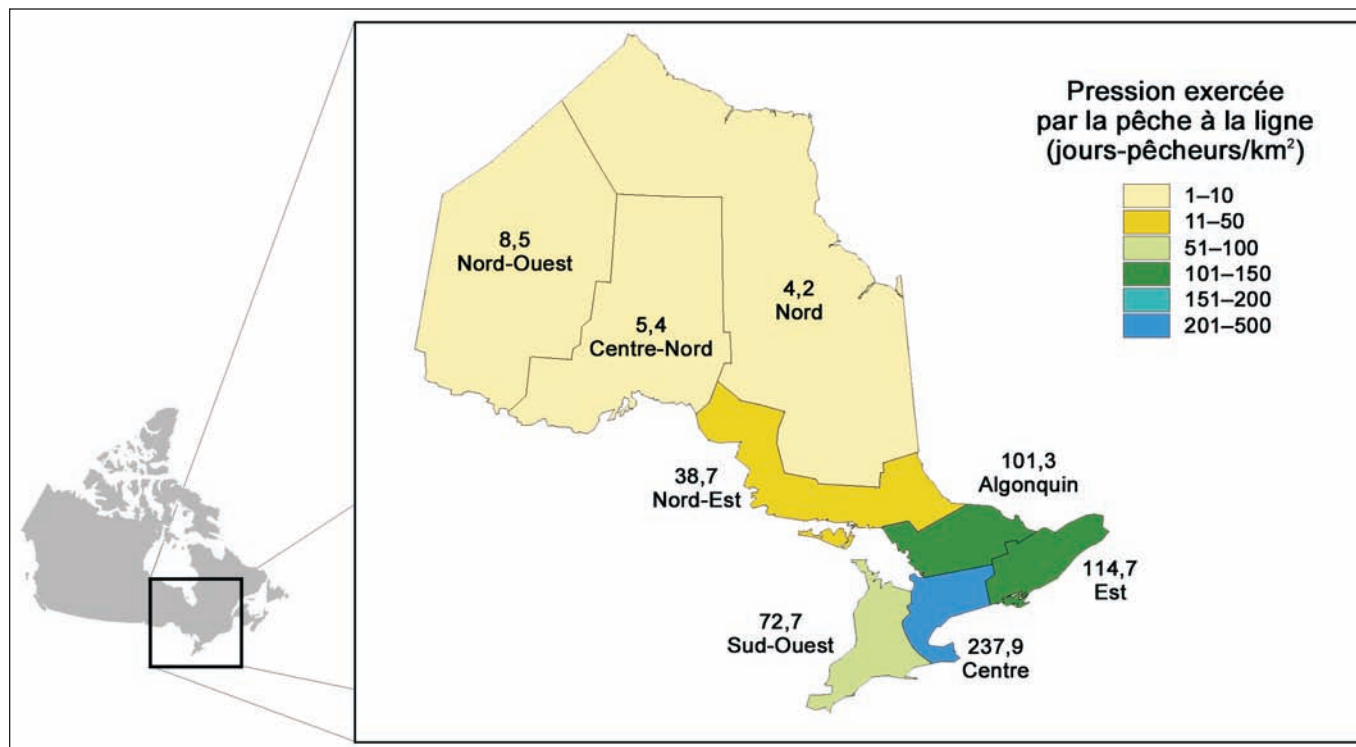 Pression exercée
par la pêche à la ligne
(jours-pêcheurs/km²)
1–10
11–50
51–100
101–150
151–200
201–500
8,5
Nord-Ouest
4,2
Nord
5,4
Centre-Nord
38,7
Nord-Est
101,3
Algonquin
114,7
Est
72,7
Sud-Ouest
237,9
Centre